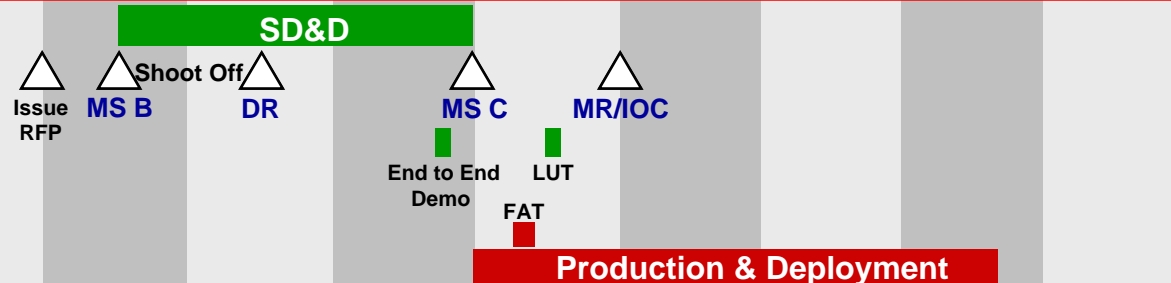 SD&D
Shoot Off
Issue
RFP
MS B
DR
MS C
MR/IOC
End to End
Demo
LUT
FAT
Production & Deployment